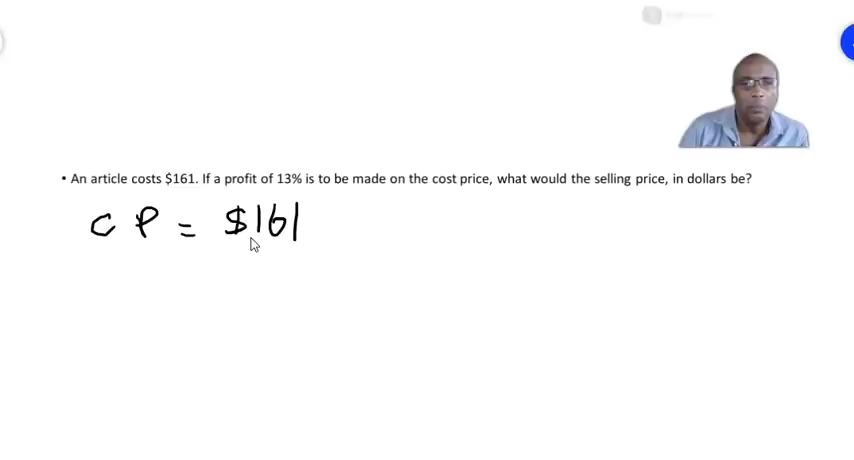 • An article costs $161. If a profit of 13% is to be made on the cost price, what would the selling price, in dollars be?
C P = $161